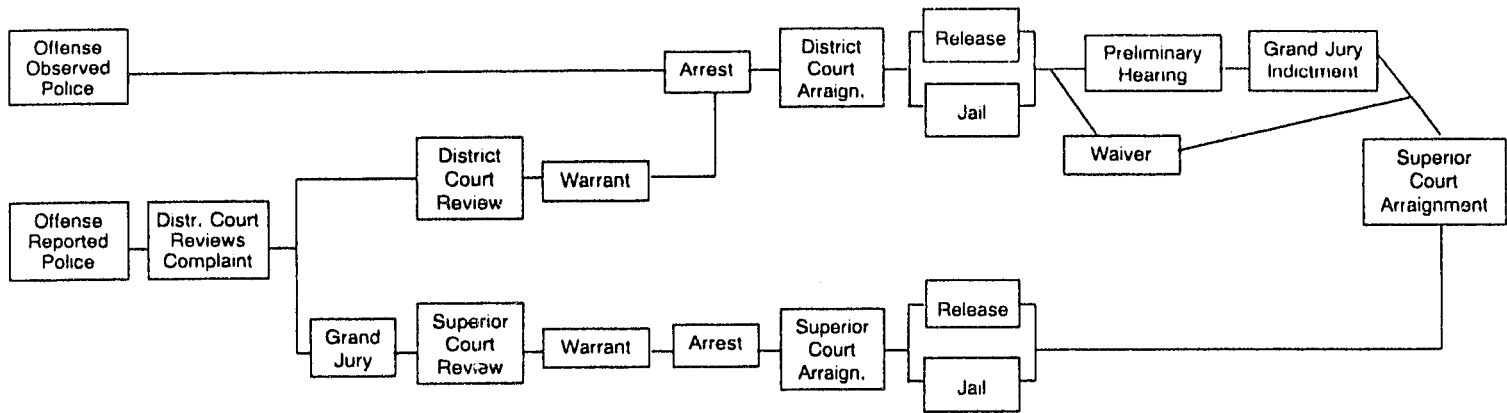 Offense
Observed
Police
Arrest
District
Court
Arraign.
Release
Jail
Preliminary
Hearing
Grand Jury
Indictment
Waiver
Superior
Court
Arraignment
District
Court
Review
Warrant
Offense
Reported
Police
Distr. Court
Reviews
Complaint
Grand
Jury
Superior
Court
Review
Warrant
Arrest
Superior
Court
Arraign.
Release
Jail